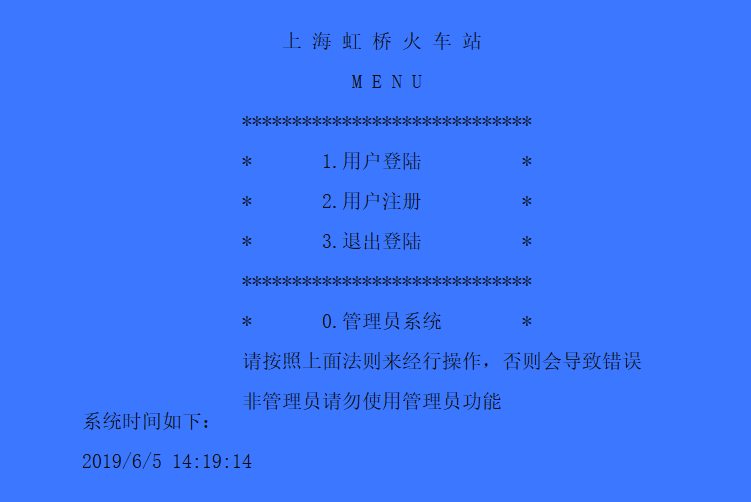 上 海 虹 桥 火 车 站
M E N U
*****************************
* 1.用户登陆 *
* 2.用户注册 *
* 3.退出登陆 *
*****************************
* 0.管理员系统 *
请按照上面法则来经行操作，否则会导致错误
非管理员请勿使用管理员功能
系统时间如下：
2019/6/5 14:19:14